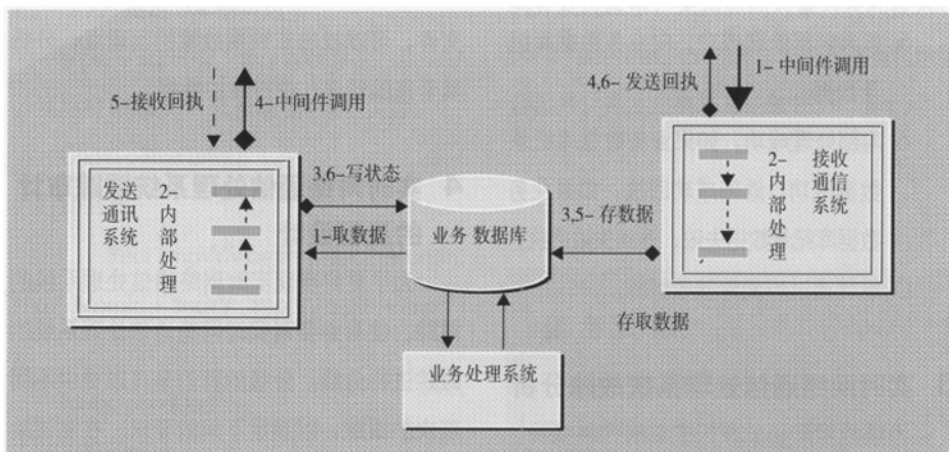 5-接收回执
4-中间件调用
4,6-发送回执
1-中间件调用
发送
通讯
系统
2-
内
部
处
理
3,6-写状态
1-取数据
业务 数据库
3,5-存数据
2-
内
部
处
理
接收
通信
系统
存取数据
业务处理系统